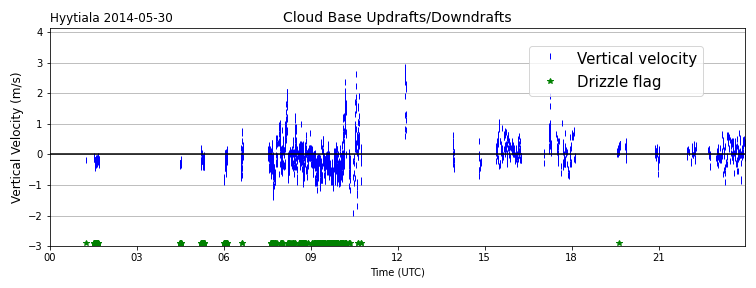 Hyytiala 2014-05-30
Cloud Base Updrafts/Downdrafts
Vertical Velocity (m/s)
4
3
2
1
0
−1
−2
−3
Vertical velocity
Drizzle flag
00 03 06 09 12 15 18 21
Time (UTC)